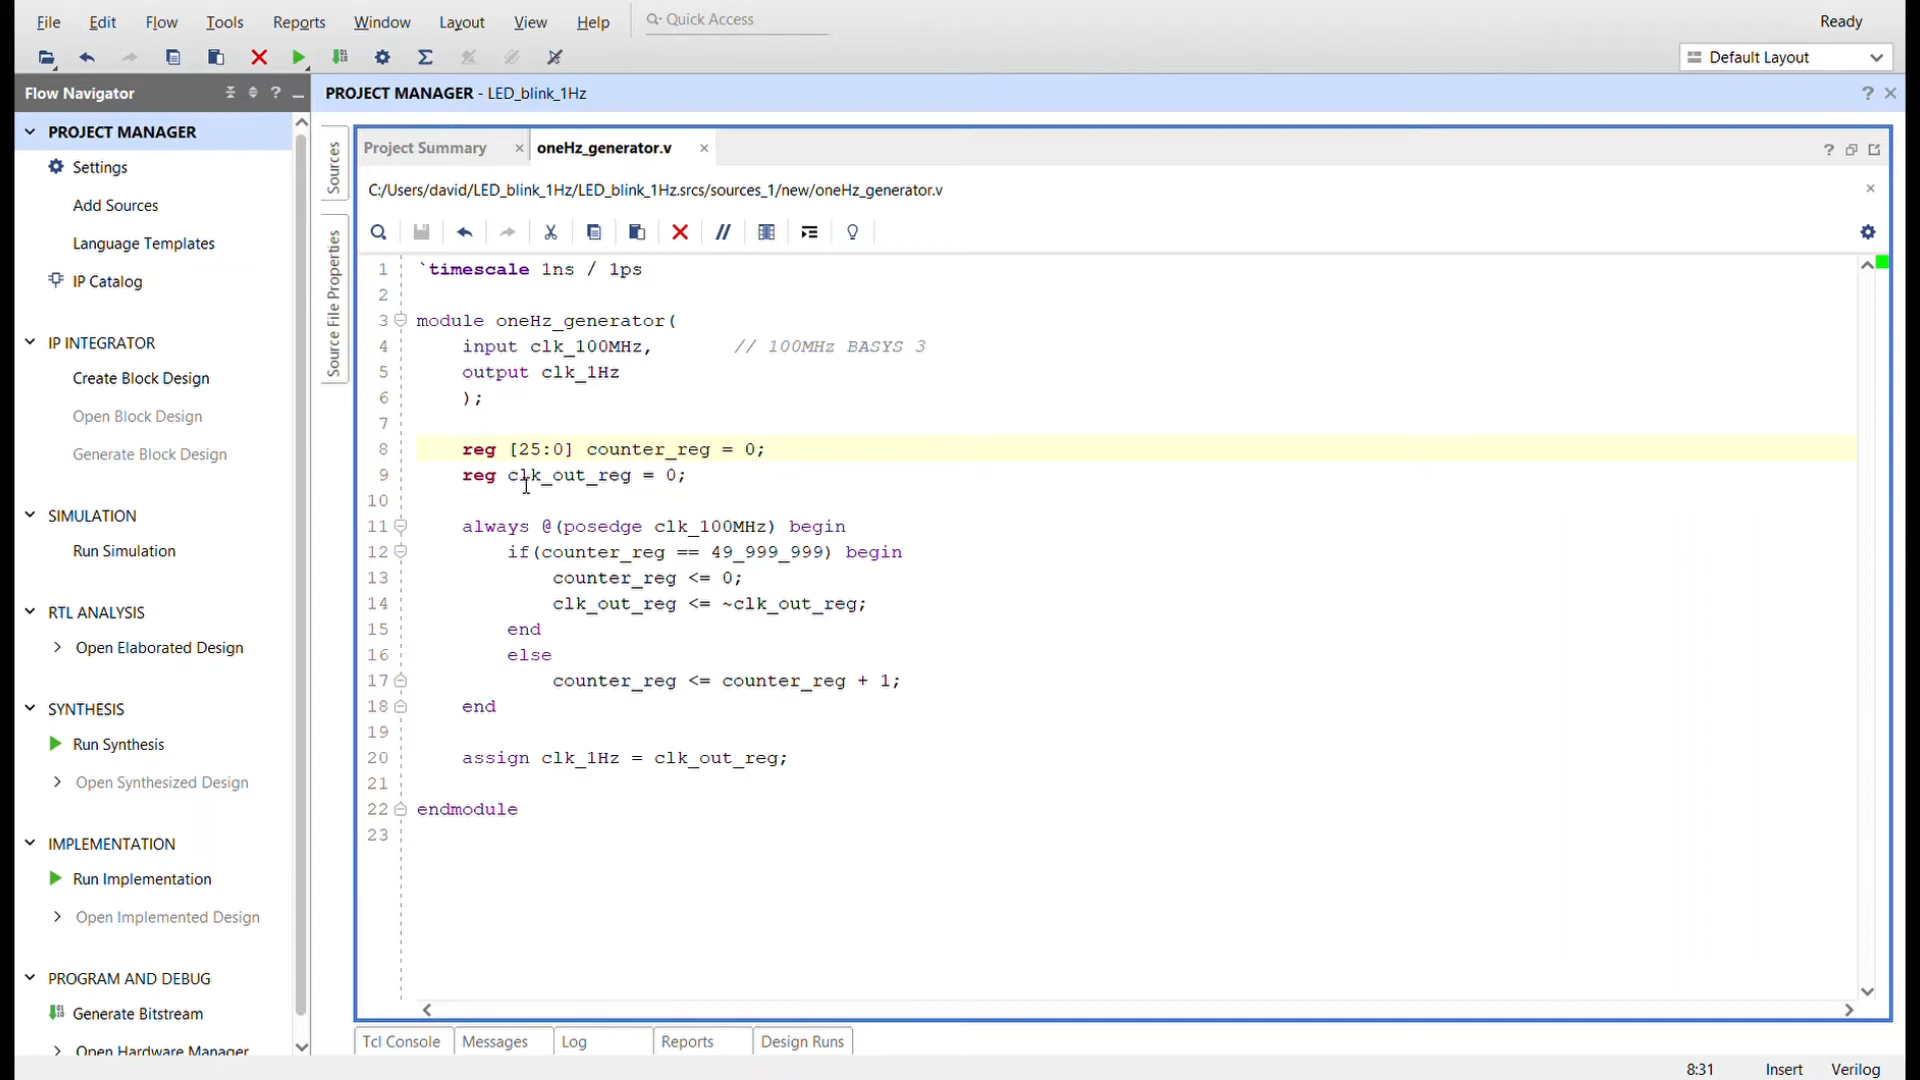 File Edit Flow Tools Reports Window Layout View Help Quick Access Ready
Default Layout
Flow Navigator
PROJECT MANAGER - LED_blink_1Hz
PROJECT MANAGER
Settings
Add Sources
Language Templates
IP Catalog
IP INTEGRATOR
Create Block Design
Open Block Design
Generate Block Design
SIMULATION
Run Simulation
RTL ANALYSIS
Open Elaborated Design
SYNTHESIS
Run Synthesis
Open Synthesized Design
IMPLEMENTATION
Run Implementation
Open Implemented Design
PROGRAM AND DEBUG
Generate Bitstream
Open Hardware Manager
Sources
Source File Properties
Project Summary oneHz_generator.v
C:/Users/david/LED_blink_1Hz/LED_blink_1Hz.srcs/sources_1/new/oneHz_generator.v
1 `timescale 1ns / 1ps
2
3 module oneHz_generator(
4 input clk_100MHz, // 100MHz BASYS 3
5 output clk_1Hz
6 );
7
8 reg [25:0] counter_reg = 0;
9 reg clk_out_reg = 0;
10
11 always @(posedge clk_100MHz) begin
12 if(counter_reg == 49_999_999) begin
13 counter_reg <= 0;
14 clk_out_reg <= ~clk_out_reg;
15 end
16 else
17 counter_reg <= counter_reg + 1;
18 end
19
20 assign clk_1Hz = clk_out_reg;
21
22 endmodule
23
Tcl Console Messages Log Reports Design Runs
8:31 Insert Verilog